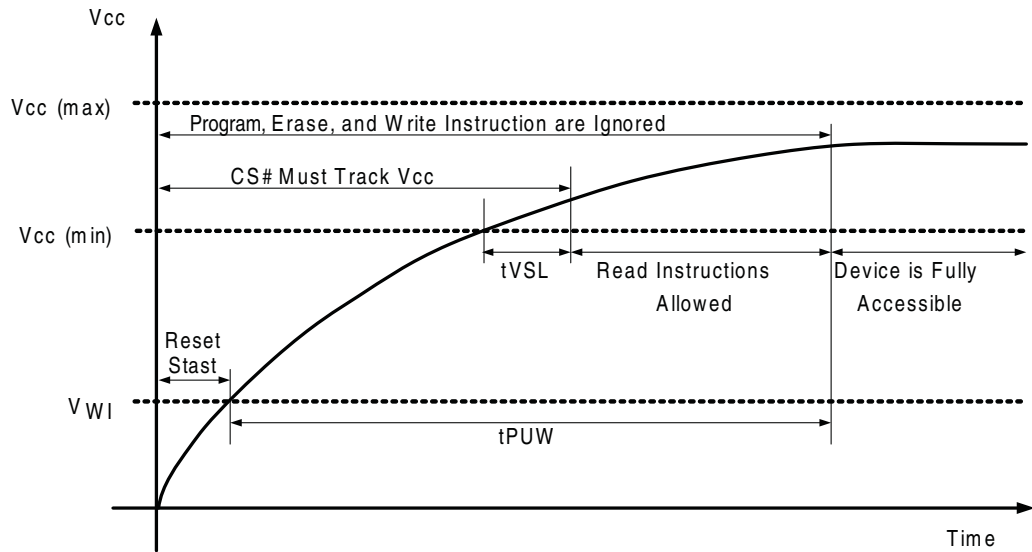 Vcc
Vcc (max)
Program, Erase, and Write Instruction are Ignored
CS# Must Track Vcc
Vcc (min)
tVSL
Read Instructions
Allowed
Device is Fully
Accessible
Reset
Stast
VWI
tPUW
Time